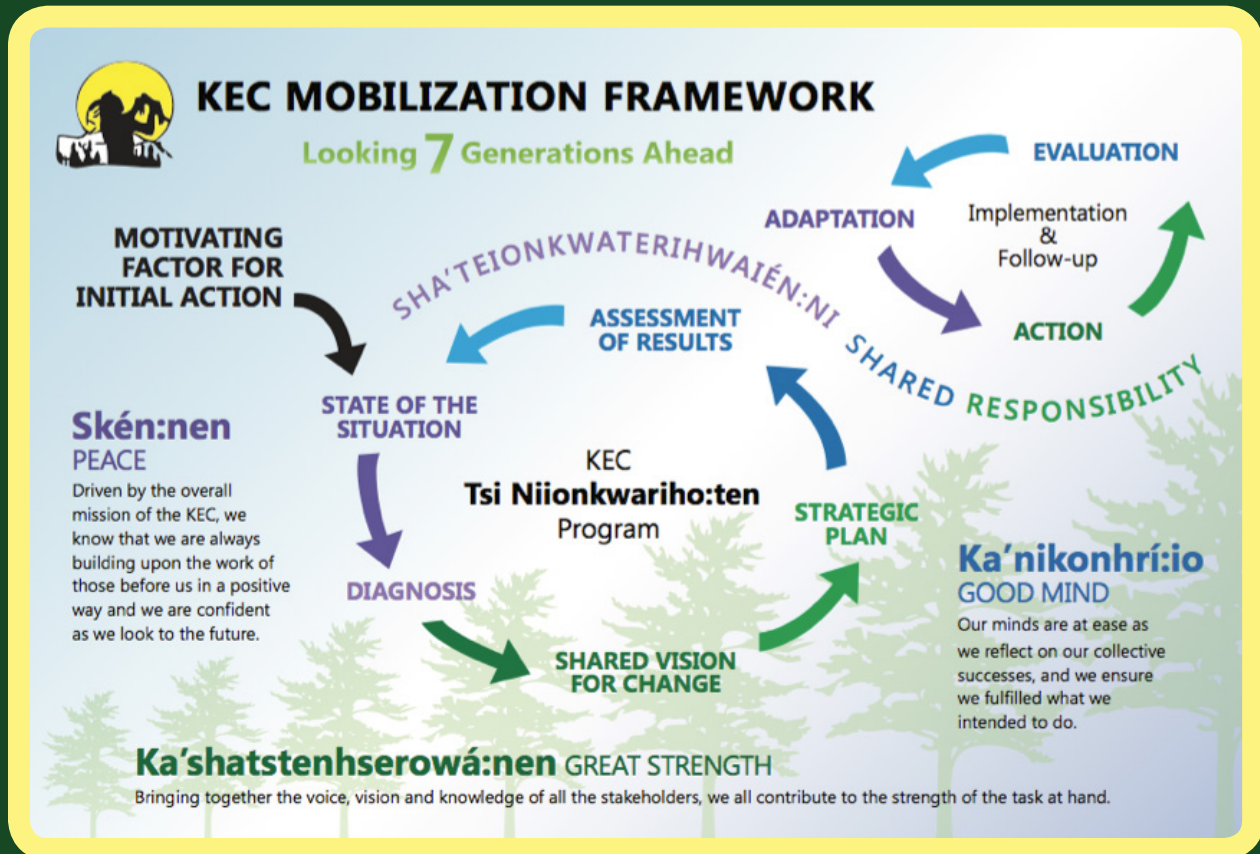 KEC MOBILIZATION FRAMEWORK
Looking 7 Generations Ahead
MOTIVATING
FACTOR FOR
INITIAL ACTION
SHA'TEIONKWATERIHWAIÉN:NI
SHARED RESPONSIBILITY
EVALUATION
ADAPTATION
Implementation
&
Follow-up
ACTION
ASSESSMENT
OF RESULTS
STATE OF THE
SITUATION
KEC
Tsi Niionkwariho:ten
Program
STRATEGIC
PLAN
DIAGNOSIS
SHARED VISION
FOR CHANGE
Skén:nen
PEACE
Driven by the overall
mission of the KEC, we
know that we are always
building upon the work of
those before us in a positive
way and we are confident
as we look to the future.
Ka'nikonhrí:io
GOOD MIND
Our minds are at ease as
we reflect on our collective
successes, and we ensure
we fulfilled what we
intended to do.
Ka'shatstenhserowá:nen GREAT STRENGTH
Bringing together the voice, vision and knowledge of all the stakeholders, we all contribute to the strength of the task at hand.